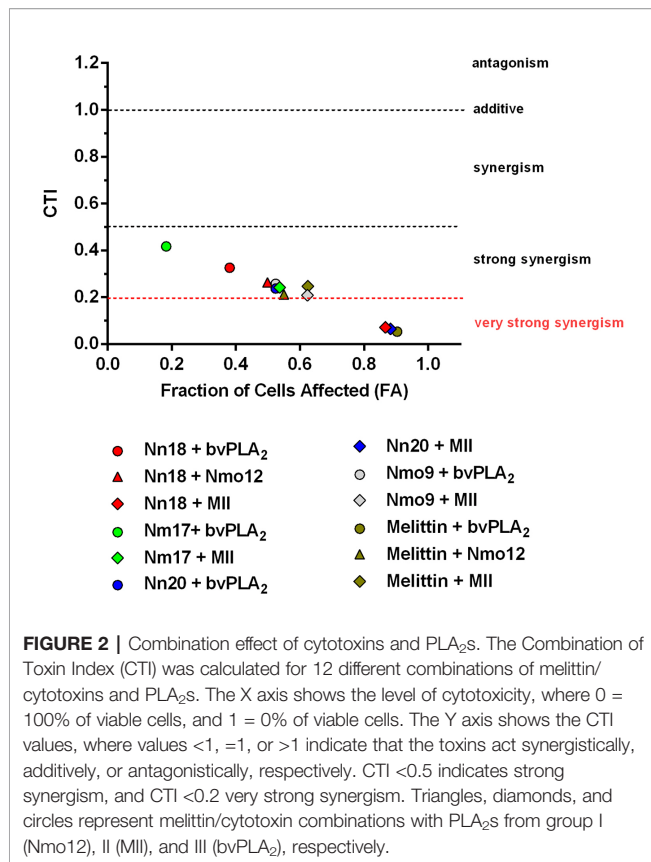 1.2
1.0
0.8
0.6
0.4
0.2
0.0
CTI
0.0 0.2 0.4 0.6 0.8 1.0
Fraction of Cells Affected (FA)
antagonism
additive
synergism
strong synergism
very strong synergism
Nn18 + bvPLA₂
Nn18 + Nmo12
Nn18 + MII
Nm17+ bvPLA₂
Nm17 + MII
Nn20 + bvPLA₂
Nn20 + MII
Nmo9 + bvPLA₂
Nmo9 + MII
Melittin + bvPLA₂
Melittin + Nmo12
Melittin + MII
FIGURE 2 | Combination effect of cytotoxins and PLA₂s. The Combination of
Toxin Index (CTI) was calculated for 12 different combinations of melittin/
cytotoxins and PLA₂s. The X axis shows the level of cytotoxicity, where 0 =
100% of viable cells, and 1 = 0% of viable cells. The Y axis shows the CTI
values, where values <1, =1, or >1 indicate that the toxins act synergistically,
additively, or antagonistically, respectively. CTI <0.5 indicates strong
synergism, and CTI <0.2 very strong synergism. Triangles, diamonds, and
circles represent melittin/cytotoxin combinations with PLA₂s from group I
(Nmo12), II (MII), and III (bvPLA₂), respectively.